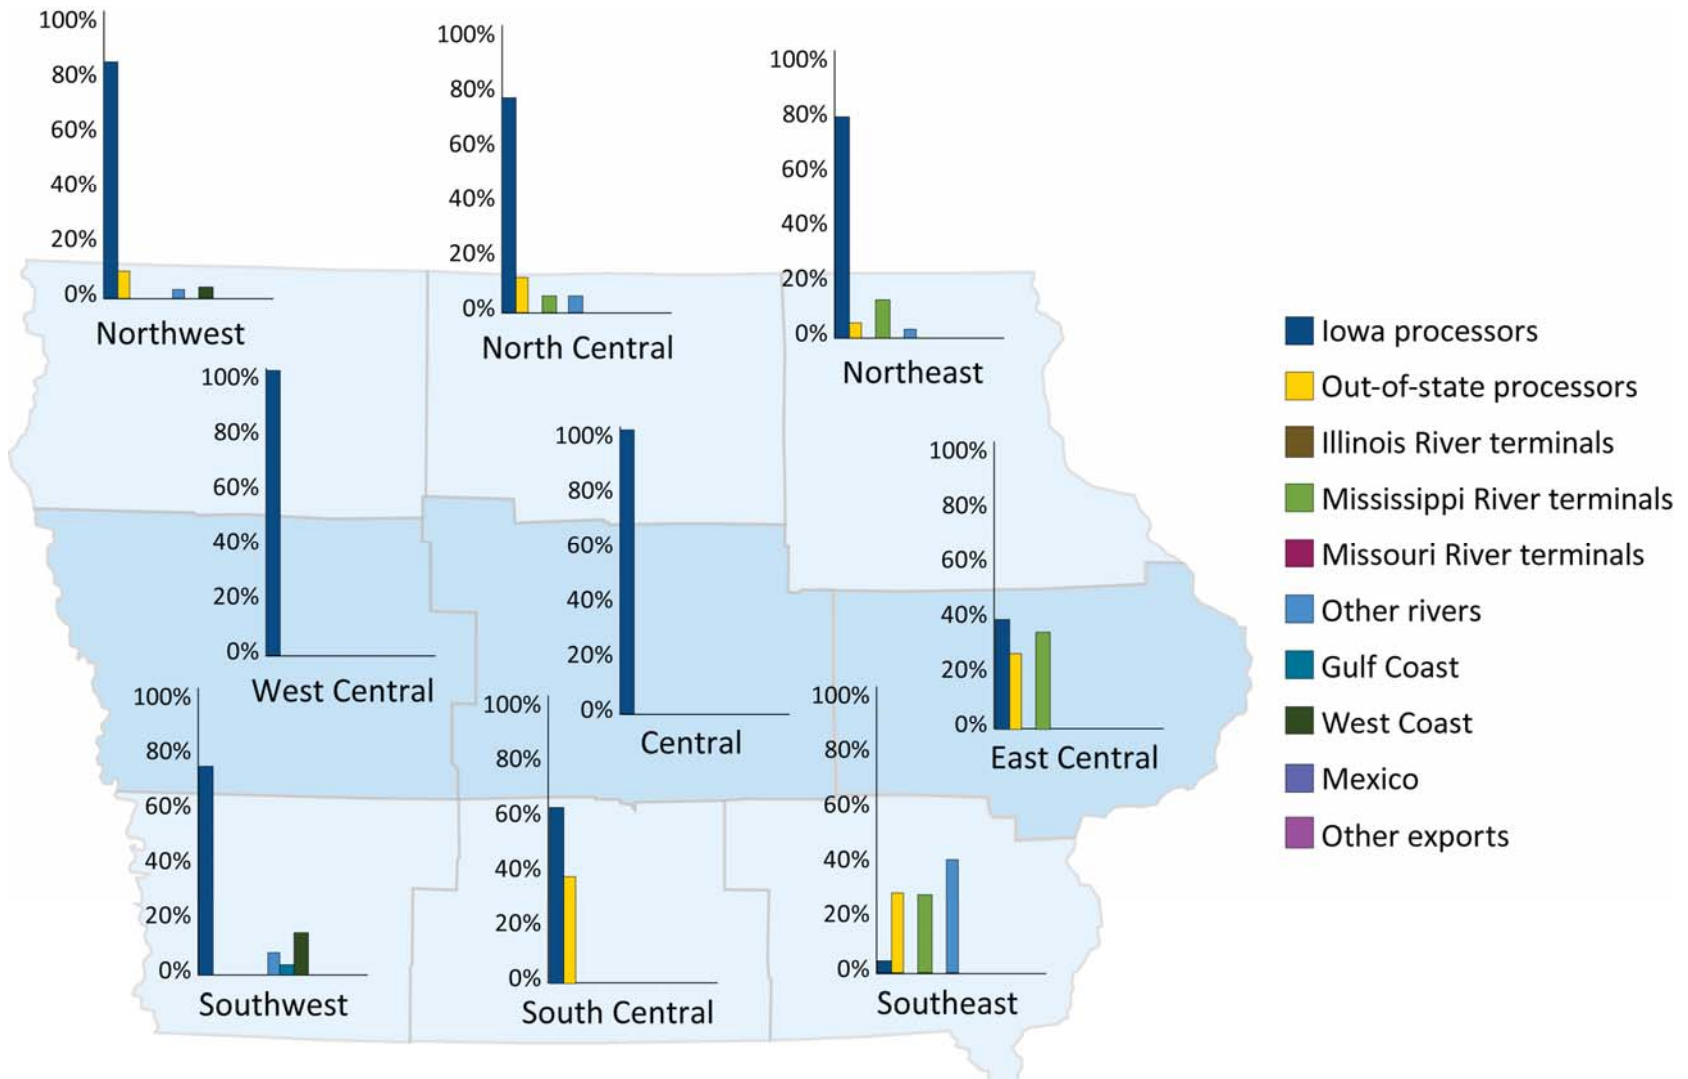 100%
80%
60%
40%
20%
0%
Northwest
100%
80%
60%
40%
20%
0%
North Central
100%
80%
60%
40%
20%
0%
Northeast
100%
80%
60%
40%
20%
0%
West Central
100%
80%
60%
40%
20%
0%
Central
100%
80%
60%
40%
20%
0%
East Central
100%
80%
60%
40%
20%
0%
Southwest
100%
80%
60%
40%
20%
0%
South Central
100%
80%
60%
40%
20%
0%
Southeast
Iowa processors
Out-of-state processors
Illinois River terminals
Mississippi River terminals
Missouri River terminals
Other rivers
Gulf Coast
West Coast
Mexico
Other exports